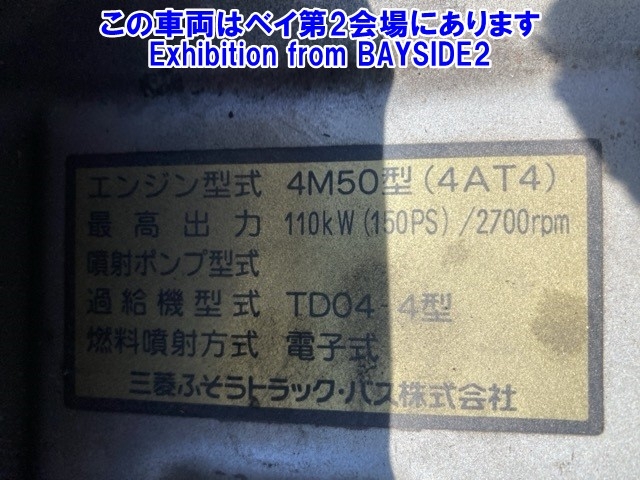 この車両はベイ第2会場にあります
Exhibition from BAYSIDE2
エンジン型式 4M50型(4AT4)
最高出力 110kW(150PS)/2700rpm
噴射ポンプ型式
過給機型式 TD04-4型
燃料噴射方式 電子式
三菱ふそうトラック・バス株式会社